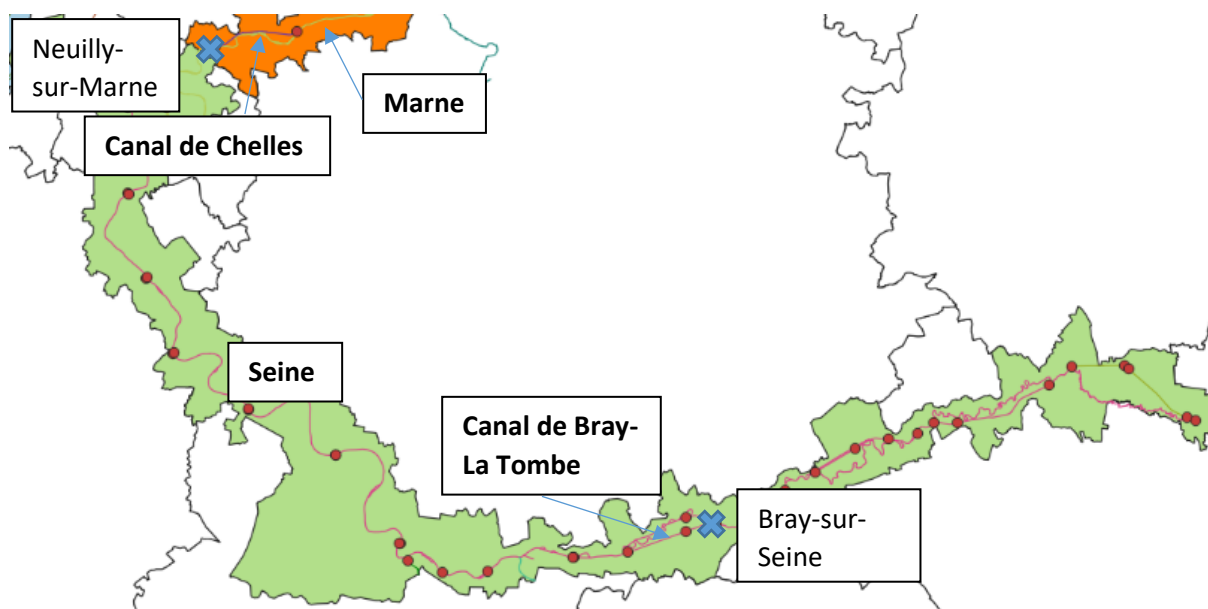 Neuilly-
sur-Marne
Marne
Canal de Chelles
Seine
Canal de Bray-
La Tombe
Bray-sur-
Seine